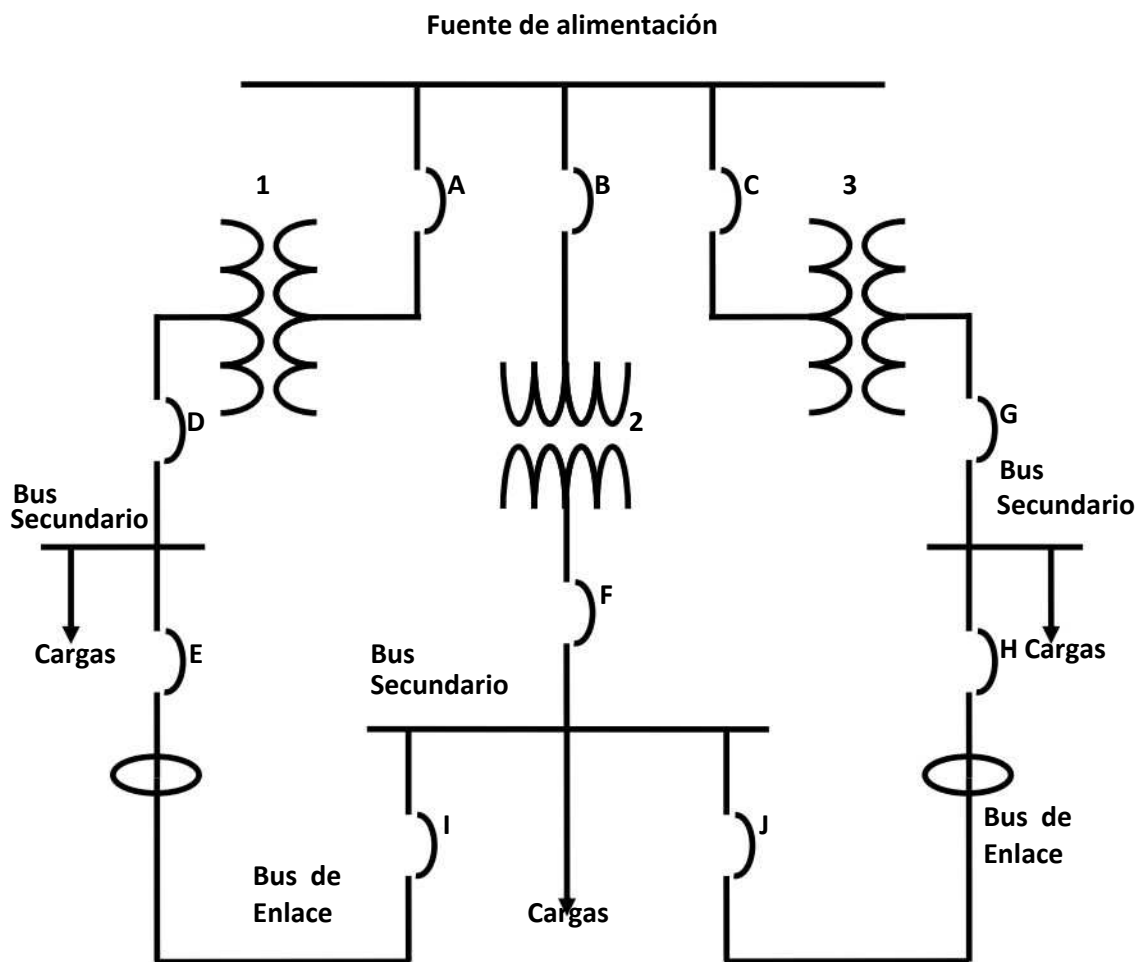 Fuente de alimentación
1
A
B
C
3
2
D
G
Bus
Secundario
Bus
Secundario
F
Cargas
E
H Cargas
Bus
Secundario
I
J
Bus de
Enlace
Bus de
Enlace
Cargas